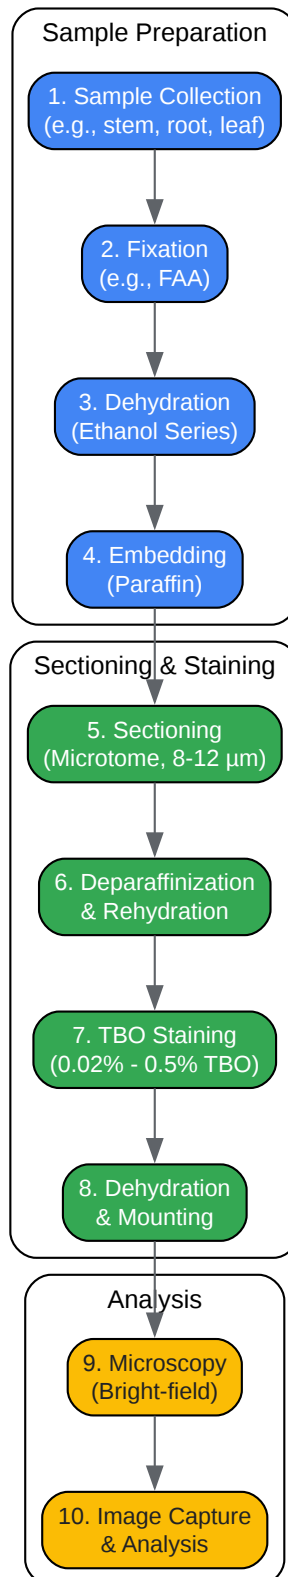 Sample Preparation
1. Sample Collection
(e.g., stem, root, leaf)
2. Fixation
(e.g., FAA)
3. Dehydration
(Ethanol Series)
4. Embedding
(Paraffin)
Sectioning & Staining
5. Sectioning
(Microtome, 8-12 µm)
6. Deparaffinization
& Rehydration
7. TBO Staining
(0.02% - 0.5% TBO)
8. Dehydration
& Mounting
Analysis
9. Microscopy
(Bright-field)
10. Image Capture
& Analysis